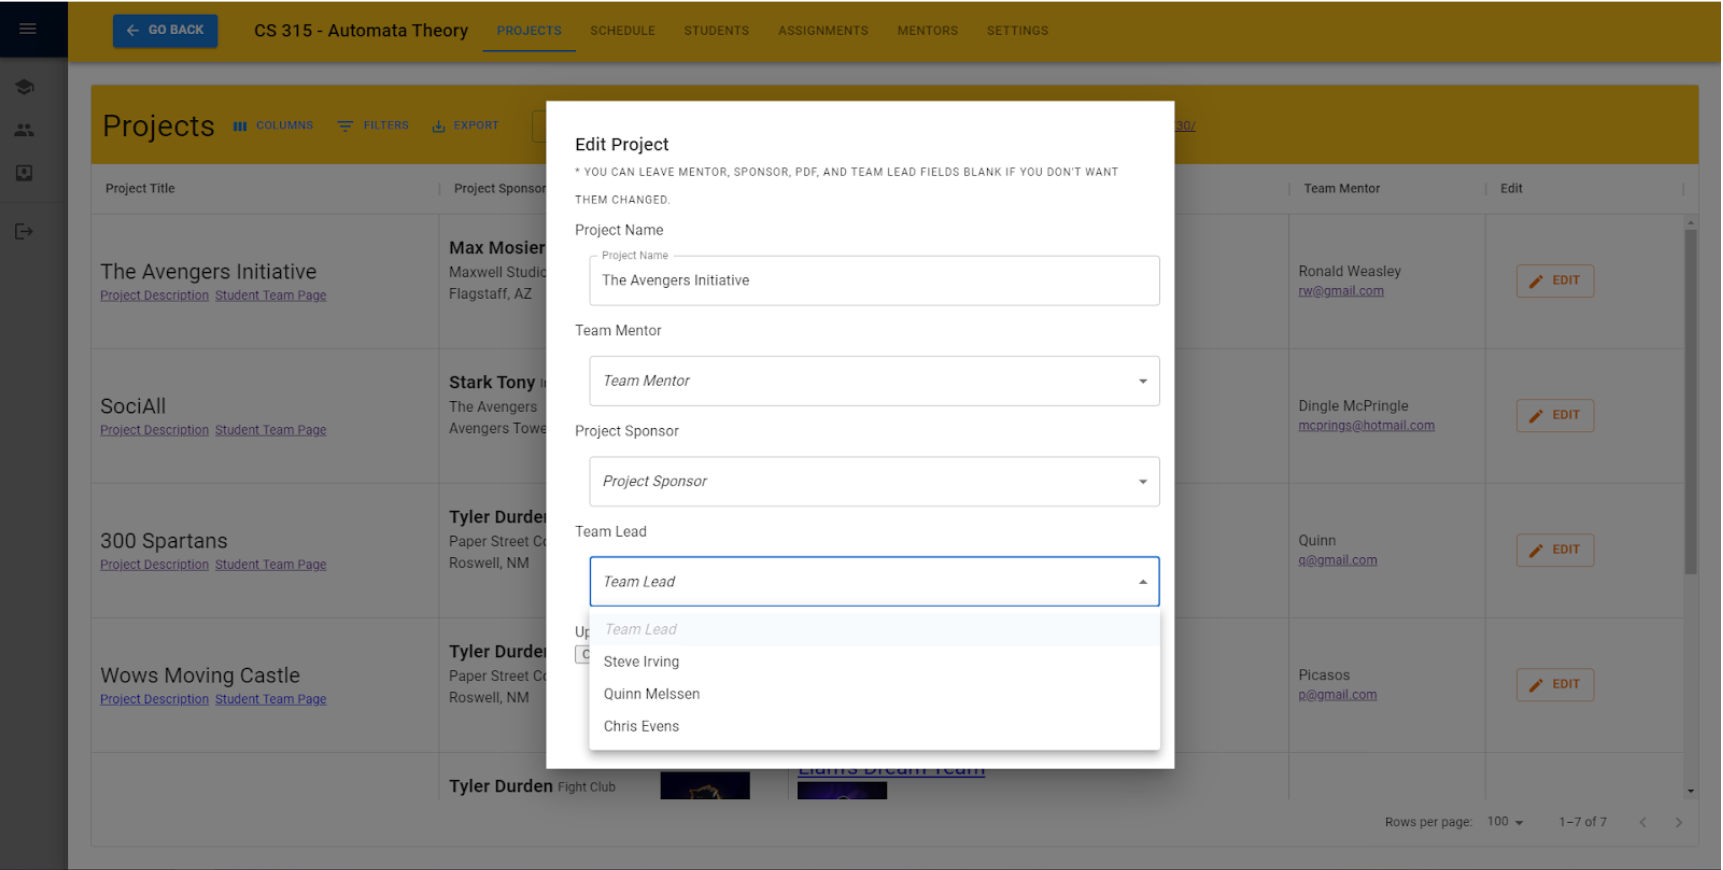 GO BACK
CS 315 - Automata Theory
PROJECTS
SCHEDULE
STUDENTS
ASSIGNMENTS
MENTORS
SETTINGS
Projects
COLUMNS
FILTERS
EXPORT
30/
Project Title
Project Sponsor
Team Mentor
Edit
The Avengers Initiative
Project Description Student Team Page
Max Mosier
Maxwell Studio
Flagstaff, AZ
Ronald Weasley
rw@gmail.com
EDIT
SociAll
Project Description Student Team Page
Stark Tony
The Avengers
Avengers Towe
Dingle McPringle
mcprings@hotmail.com
EDIT
300 Spartans
Project Description Student Team Page
Tyler Durden
Paper Street Co
Roswell, NM
Quinn
q@gmail.com
EDIT
Wows Moving Castle
Project Description Student Team Page
Tyler Durden
Paper Street Co
Roswell, NM
Picasos
p@gmail.com
EDIT
Tyler Durden Fight Club
Liam's Dream Team
Rows per page: 100
1–7 of 7
Edit Project
* YOU CAN LEAVE MENTOR, SPONSOR, PDF, AND TEAM LEAD FIELDS BLANK IF YOU DON'T WANT
THEM CHANGED.
Project Name
Project Name
The Avengers Initiative
Team Mentor
Team Mentor
Project Sponsor
Project Sponsor
Team Lead
Team Lead
Up
Team Lead
Steve Irving
Quinn Melssen
Chris Evens